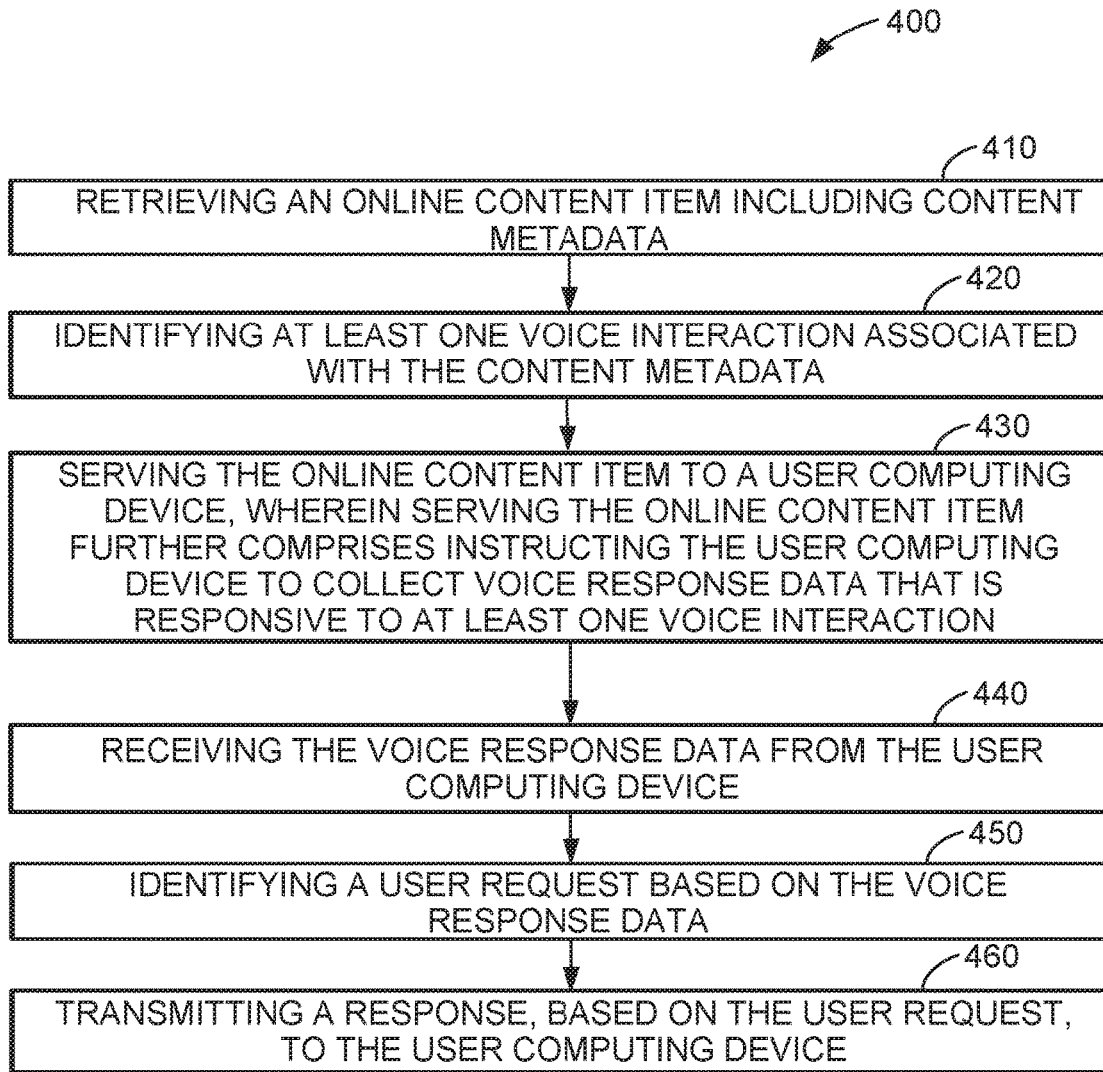 400
410
RETRIEVING AN ONLINE CONTENT ITEM INCLUDING CONTENT
METADATA
420
IDENTIFYING AT LEAST ONE VOICE INTERACTION ASSOCIATED
WITH THE CONTENT METADATA
430
SERVING THE ONLINE CONTENT ITEM TO A USER COMPUTING
DEVICE, WHEREIN SERVING THE ONLINE CONTENT ITEM
FURTHER COMPRISES INSTRUCTING THE USER COMPUTING
DEVICE TO COLLECT VOICE RESPONSE DATA THAT IS
RESPONSIVE TO AT LEAST ONE VOICE INTERACTION
440
RECEIVING THE VOICE RESPONSE DATA FROM THE USER
COMPUTING DEVICE
450
IDENTIFYING A USER REQUEST BASED ON THE VOICE
RESPONSE DATA
460
TRANSMITTING A RESPONSE, BASED ON THE USER REQUEST,
TO THE USER COMPUTING DEVICE